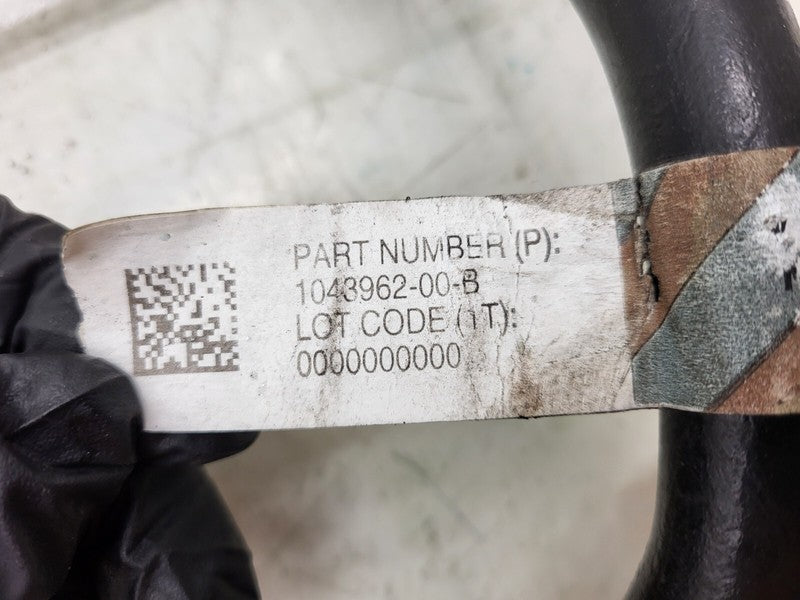 PART NUMBER (P):
1043962-00-B
LOT CODE (1T):
0000000000